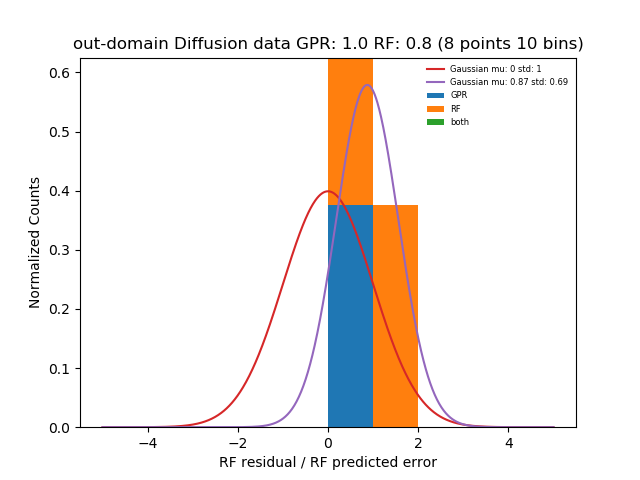 out-domain Diffusion data GPR: 1.0 RF: 0.8 (8 points 10 bins)
Gaussian mu: 0 std: 1
Gaussian mu: 0.87 std: 0.69
GPR
RF
both
Normalized Counts
0.6
0.5
0.4
0.3
0.2
0.1
0.0
−4 −2 0 2 4
RF residual / RF predicted error